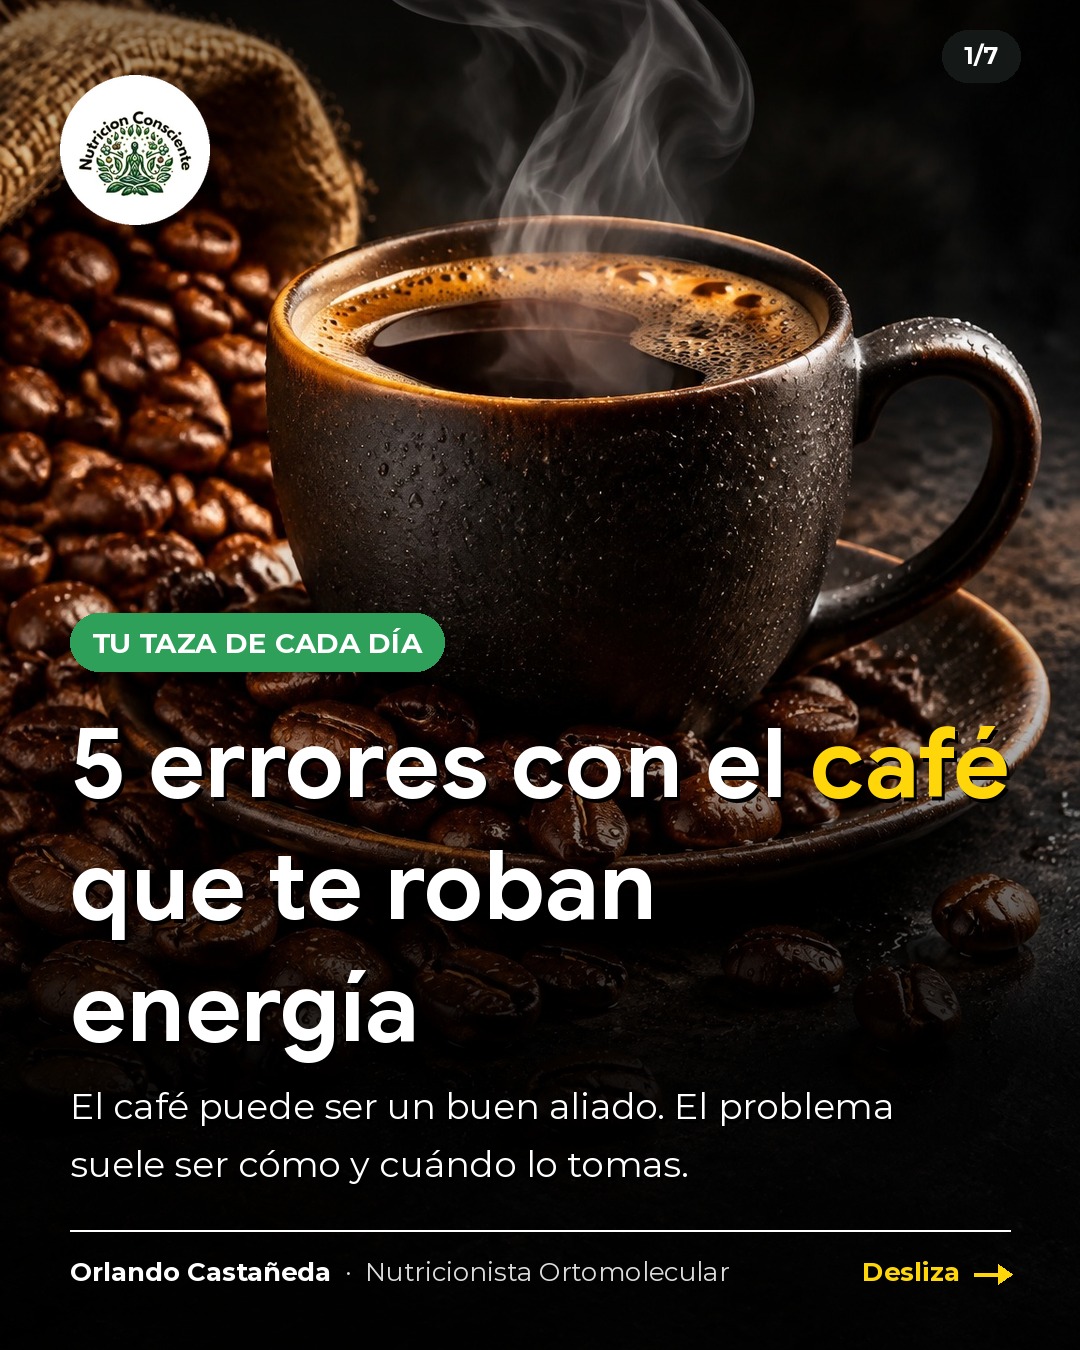 1/7
Nutricion Consciente
TU TAZA DE CADA DÍA
5 errores con el café
que te roban
energía
El café puede ser un buen aliado. El problema
suele ser cómo y cuándo lo tomas.
Orlando Castañeda · Nutricionista Ortomolecular
Desliza